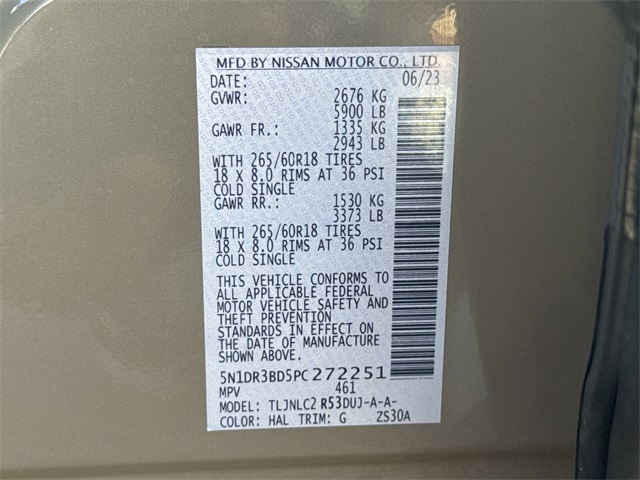 MFD BY NISSAN MOTOR CO., LTD.
DATE: 06/23
GVWR: 2676 KG
5900 LB
GAWR FR.: 1335 KG
2943 LB
WITH 265/60R18 TIRES
18 X 8.0 RIMS AT 36 PSI
COLD SINGLE
GAWR RR.: 1530 KG
3373 LB
WITH 265/60R18 TIRES
18 X 8.0 RIMS AT 36 PSI
COLD SINGLE
THIS VEHICLE CONFORMS TO
ALL APPLICABLE FEDERAL
MOTOR VEHICLE SAFETY AND
THEFT PREVENTION
STANDARDS IN EFFECT ON
THE DATE OF MANUFACTURE
SHOWN ABOVE.
5N1DR3BD5PC272251
MPV 461
MODEL: TLJNLC2 R53DUJ-A-A-
COLOR: HAL TRIM: G ZS30A